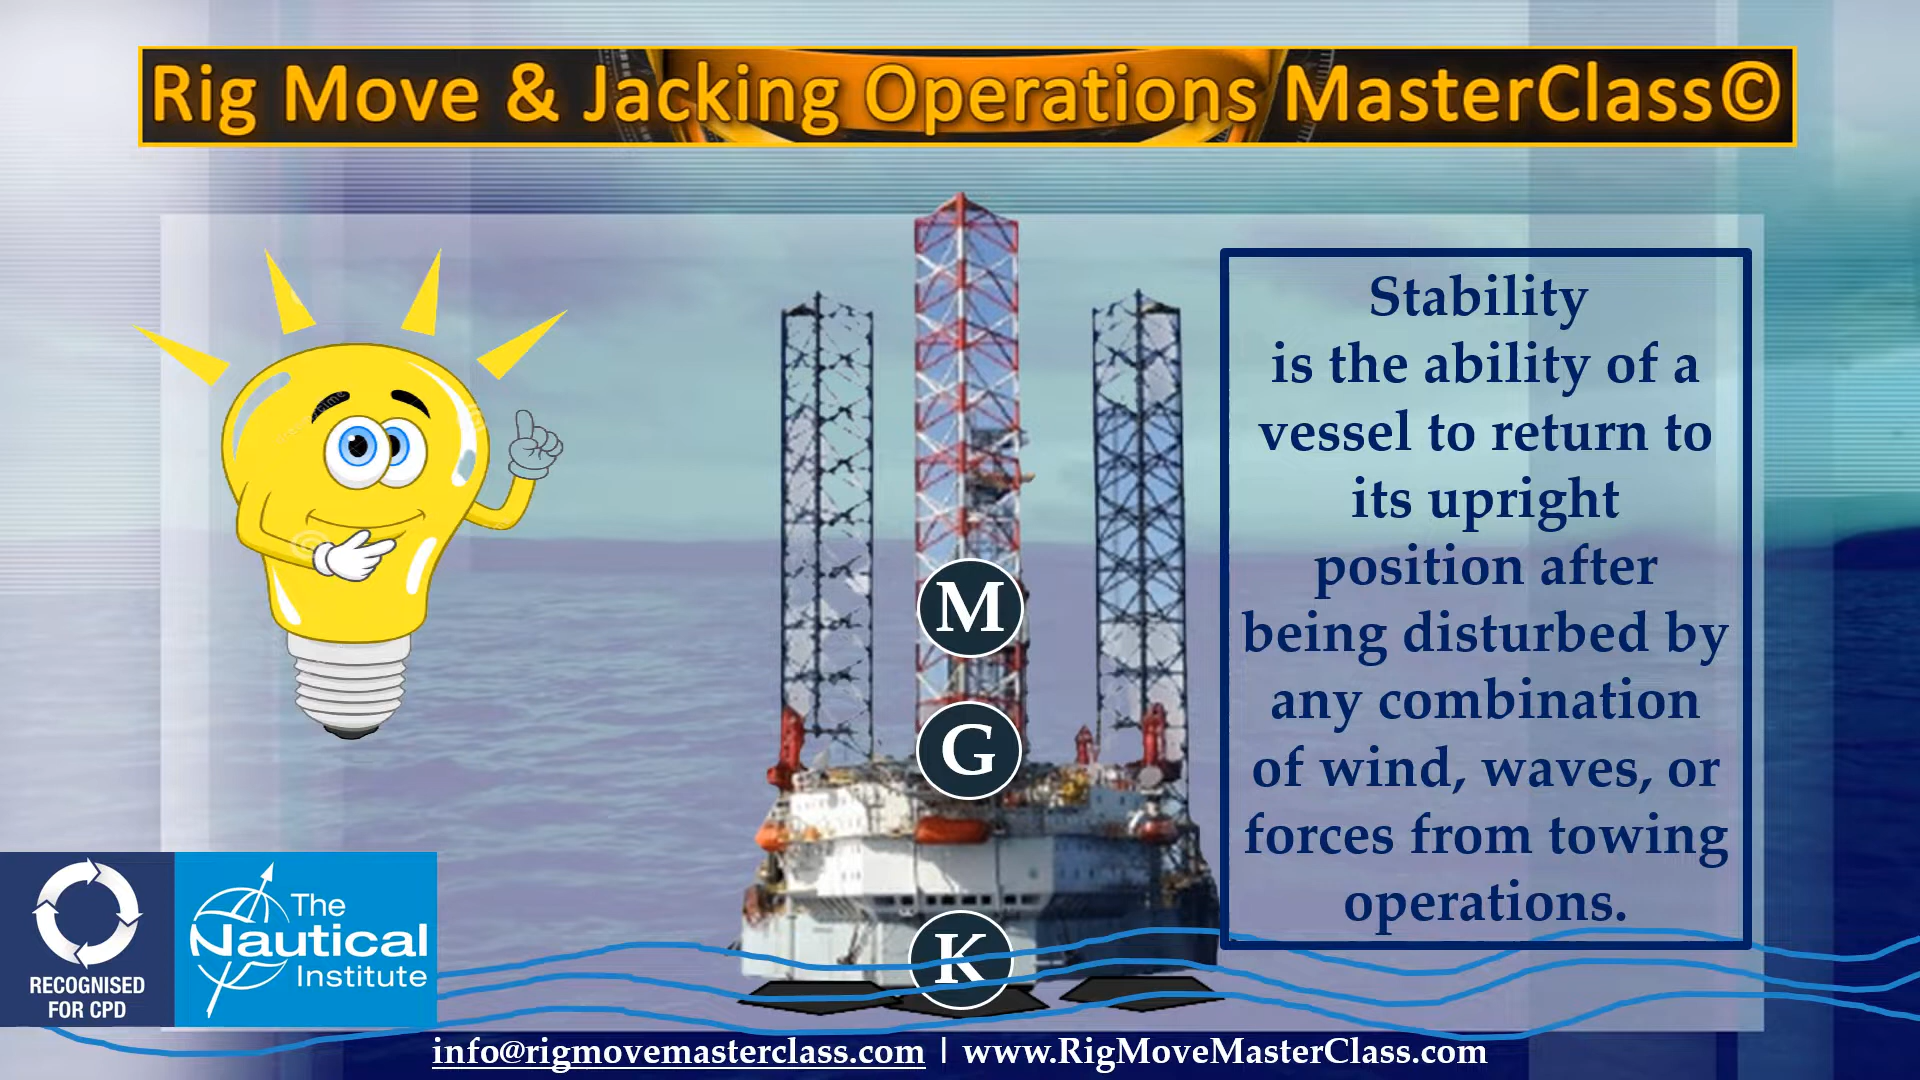 Rig Move & Jacking Operations MasterClass©
Stability
is the ability of a
vessel to return to
its upright
position after
being disturbed by
any combination
of wind, waves, or
forces from towing
operations.
M
G
K
RECOGNISED
FOR CPD
The
Nautical
Institute
info@rigmovemasterclass.com | www.RigMoveMasterClass.com